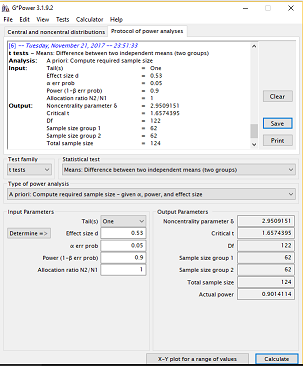 G*Power 3.1.9.2
File Edit View Tests Calculator Help
Central and noncentral distributions Protocol of power analyses
[6] -- Tuesday, November 21, 2017 -- 23:51:33
t tests - Means: Difference between two independent means (two groups)
Analysis: A priori: Compute required sample size
Input: Tail(s) = One
Effect size d = 0.53
α err prob = 0.05
Power (1-β err prob) = 0.9
Allocation ratio N2/N1 = 1
Output: Noncentrality parameter δ = 2.9509151
Critical t = 1.6574395
Df = 122
Sample size group 1 = 62
Sample size group 2 = 62
Total sample size = 124
Clear
Save
Print
Test family Statistical test
t tests Means: Difference between two independent means (two groups)
Type of power analysis
A priori: Compute required sample size - given α, power, and effect size
Input Parameters Output Parameters
Tail(s) One Noncentrality parameter δ 2.9509151
Determine => Effect size d 0.53 Critical t 1.6574395
α err prob 0.05 Df 122
Power (1-β err prob) 0.9 Sample size group 1 62
Allocation ratio N2/N1 1 Sample size group 2 62
Total sample size 124
Actual power 0.9014114
X-Y plot for a range of values Calculate